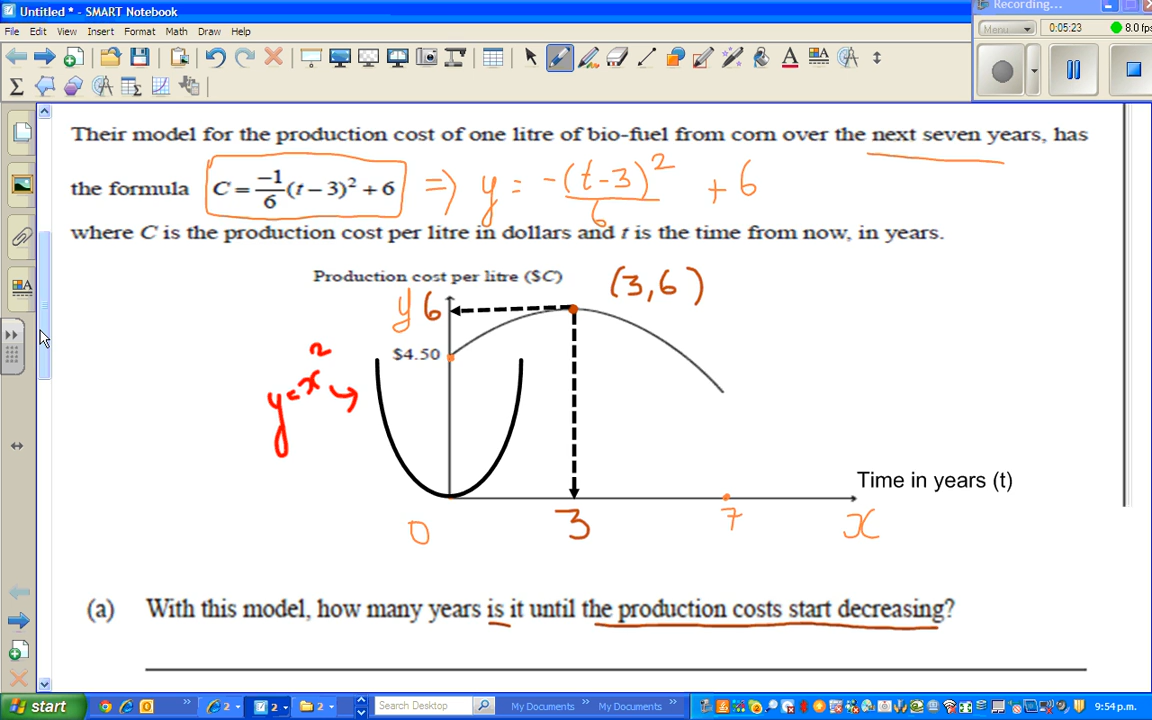 Untitled * - SMART Notebook
Recording...
File Edit View Insert Format Math Draw Help
Menu 0:05:23 8.0 fp
Their model for the production cost of one litre of bio-fuel from corn over the next seven years, has
the formula C = -1/6 (t − 3)² + 6 ⇒ y = -(t-3)²/6 + 6
where C is the production cost per litre in dollars and t is the time from now, in years.
Production cost per litre ($C)
(3,6)
y 6
$4.50
y=x²
Time in years (t)
0 3 7 x
(a) With this model, how many years is it until the production costs start decreasing?
start 2 2 2 Search Desktop My Documents My Documents 9:54 p.m.